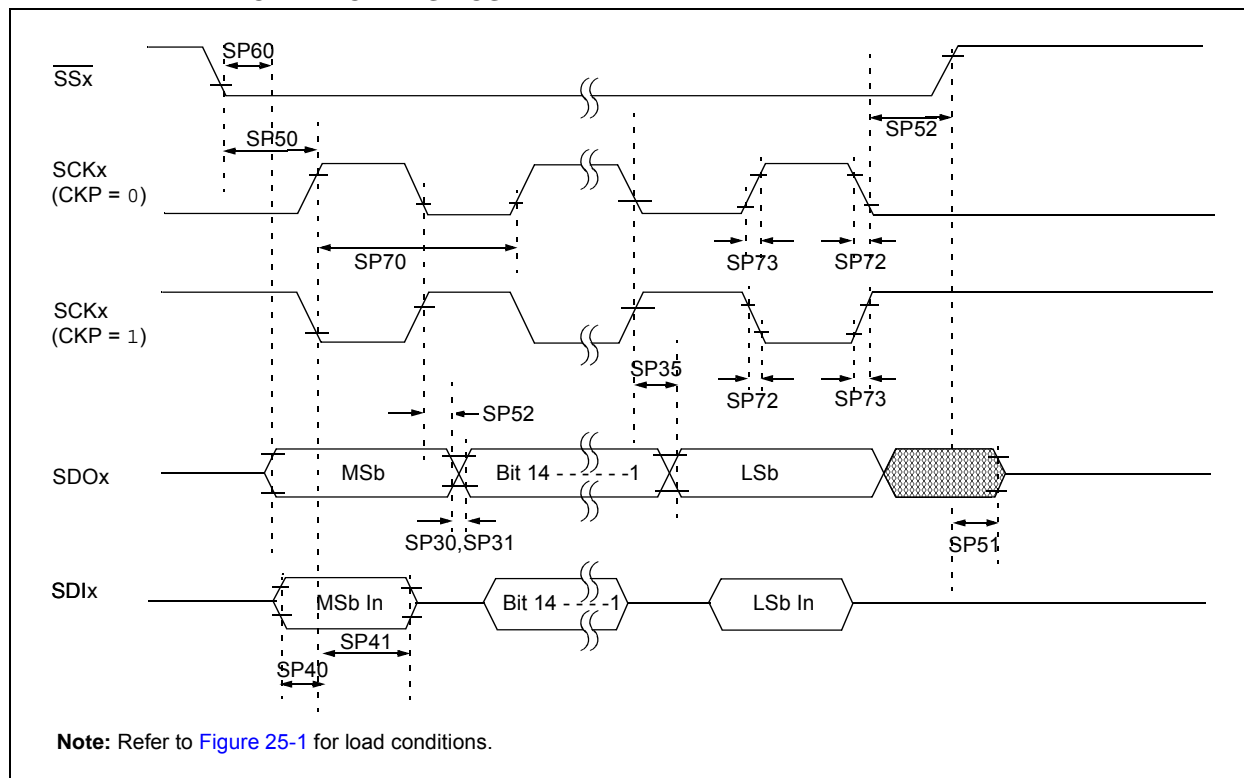 SP60
SSx
SP50
SP52
SCKx
(CKP = 0)
SP70
SP73
SP72
SCKx
(CKP = 1)
SP35
SP72
SP73
SP52
SDOx
MSb
Bit 14 - - - - - -1
LSb
SP30,SP31
SP51
SDIx
MSb In
Bit 14 - - - -1
LSb In
SP41
SP40
Note: Refer to Figure 25-1 for load conditions.